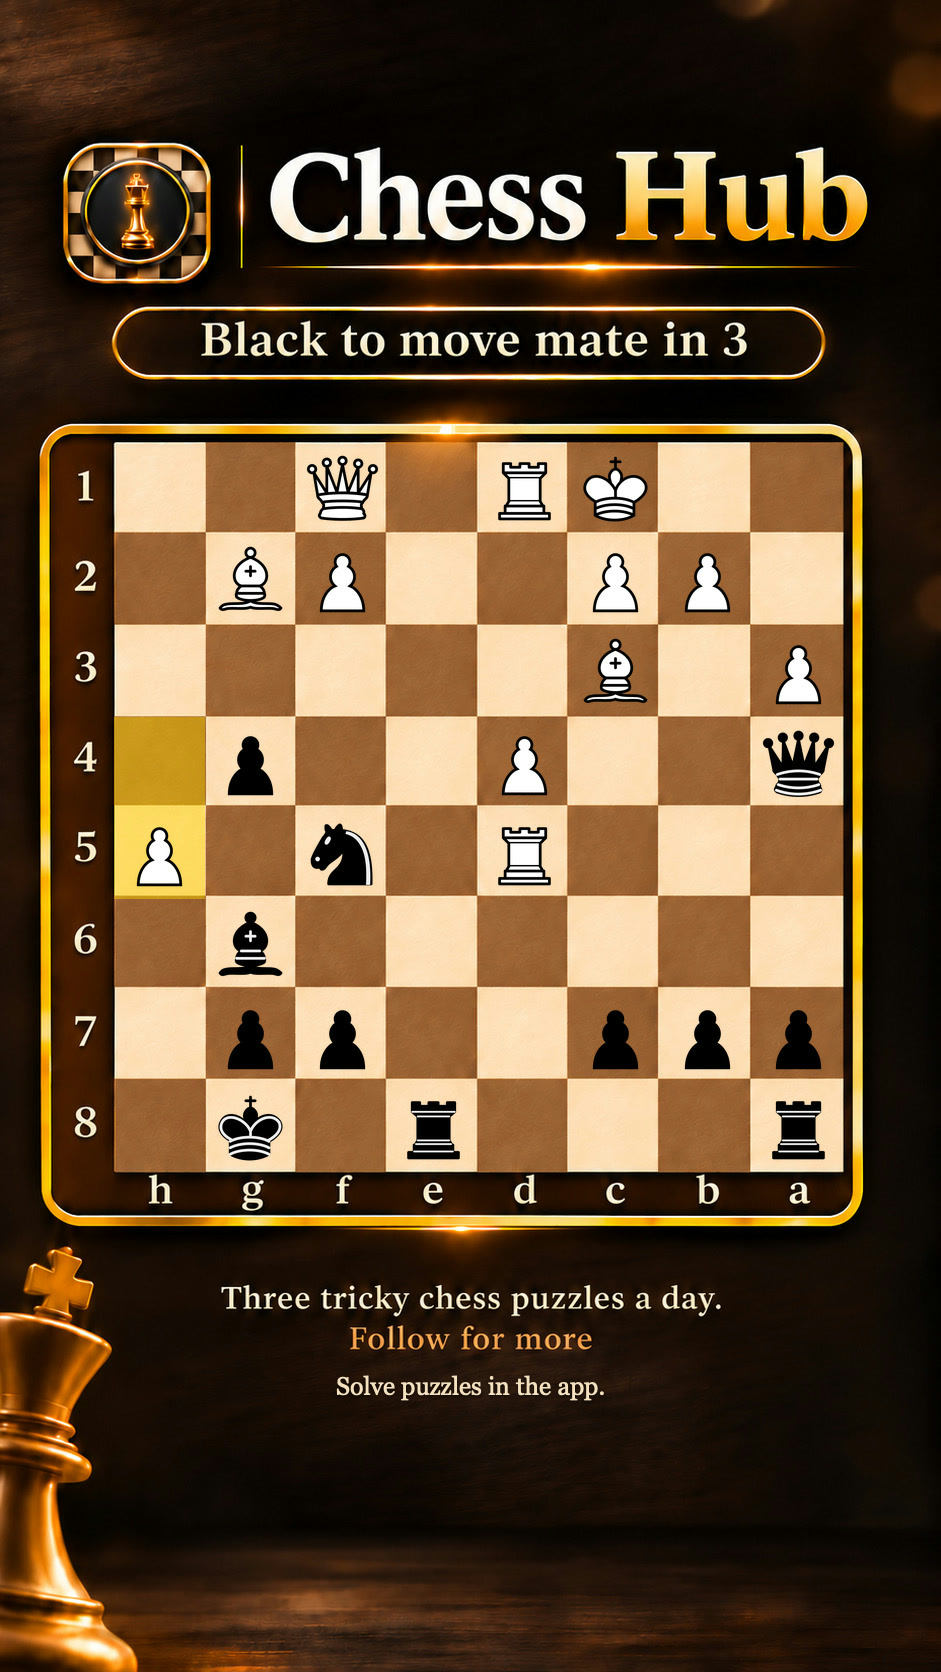 Chess Hub
Black to move mate in 3
1
2
3
4
5
6
7
8
h g f e d c b a
Three tricky chess puzzles a day.
Follow for more
Solve puzzles in the app.